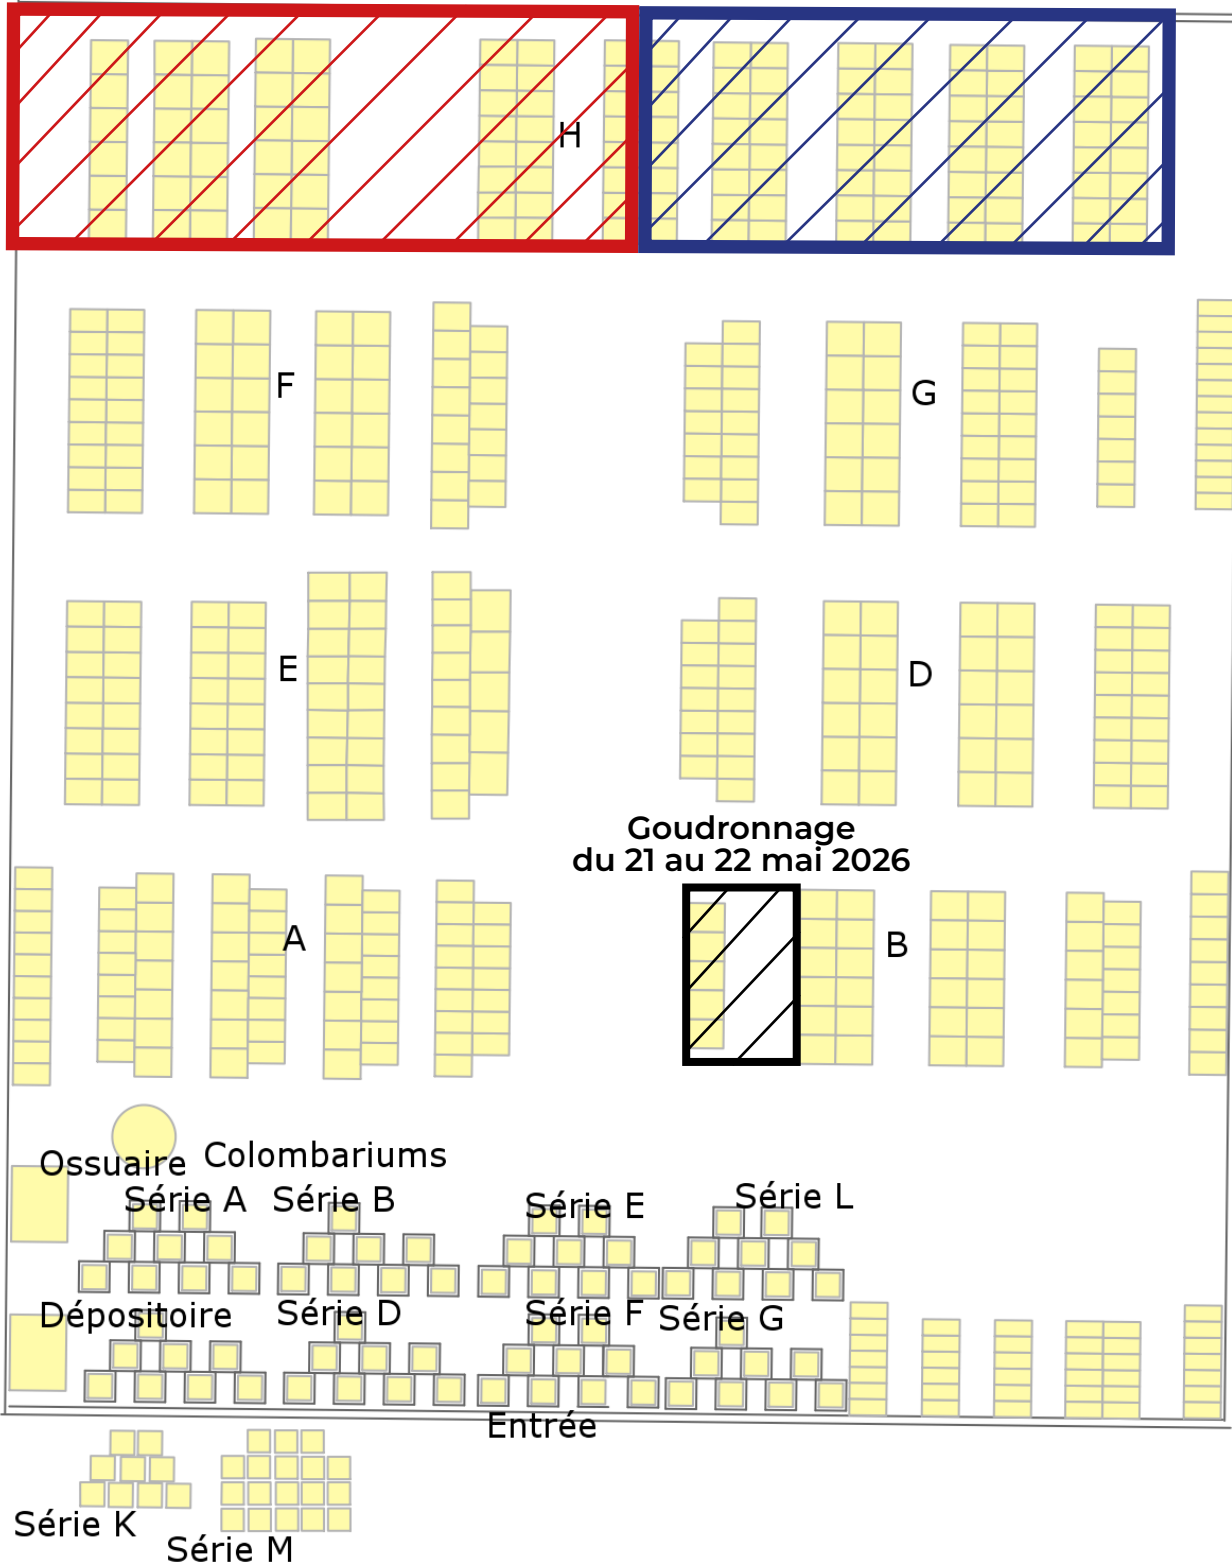 H
F
G
E
D
Goudronnage
du 21 au 22 mai 2026
A
B
Ossuaire
Colombariums
Série A
Série B
Série E
Série L
Dépositoire
Série D
Série F
Série G
Entrée
Série K
Série M